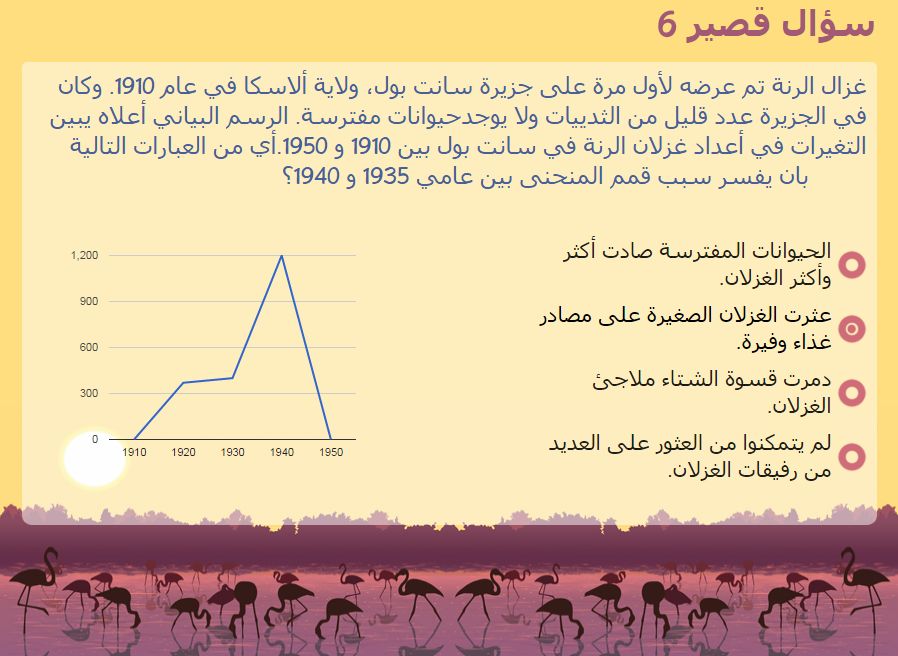 سؤال قصير 6
غزال الرنة تم عرضه لأول مرة على جزيرة سانت بول، ولاية ألاسكا في عام 1910. وكان
في الجزيرة عدد قليل من الثدييات ولا يوجدحيوانات مفترسة. الرسم البياني أعلاه يبين
التغيرات في أعداد غزلان الرنة في سانت بول بين 1910 و 1950.أي من العبارات التالية
بان يفسر سبب قمم المنحنى بين عامي 1935 و 1940؟
الحيوانات المفترسة صادت أكثر
وأكثر الغزلان.
عثرت الغزلان الصغيرة على مصادر
غذاء وفيرة.
دمرت قسوة الشتاء ملاجئ
الغزلان.
لم يتمكنوا من العثور على العديد
من رفيقات الغزلان.
1,200
900
600
300
0
1910 1920 1930 1940 1950